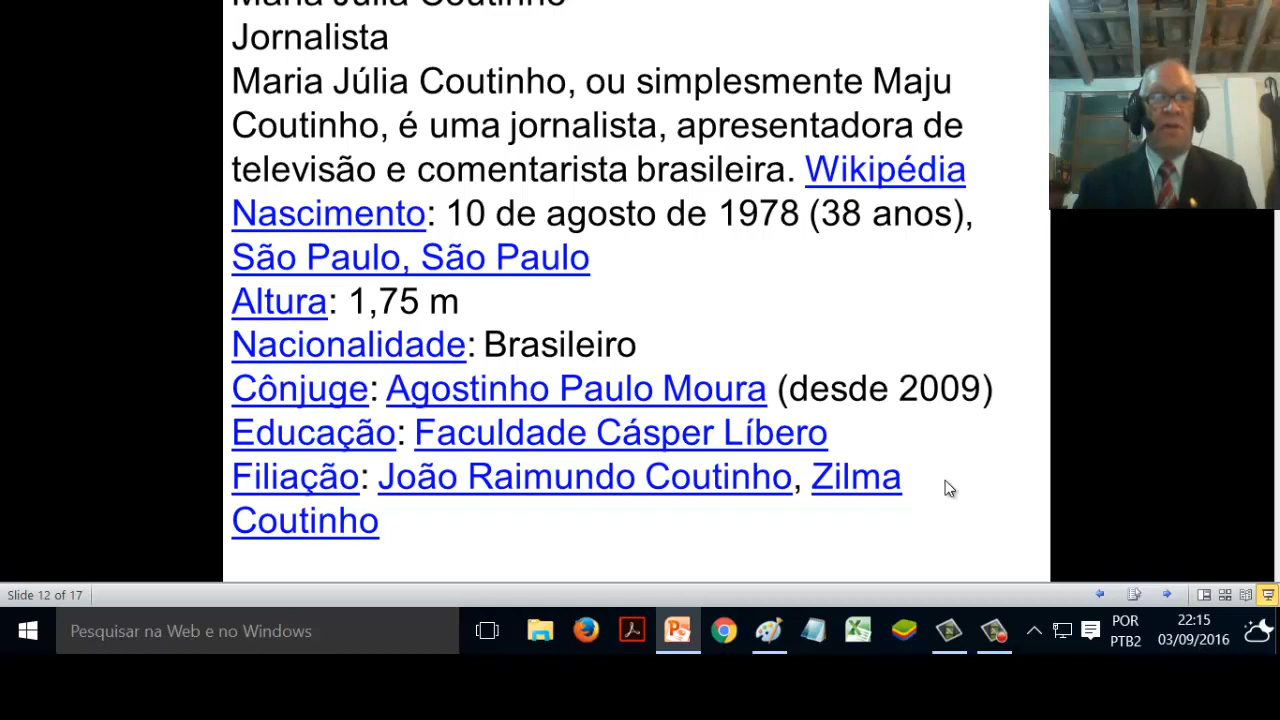 Maria Júlia Coutinho
Jornalista
Maria Júlia Coutinho, ou simplesmente Maju
Coutinho, é uma jornalista, apresentadora de
televisão e comentarista brasileira. Wikipédia
Nascimento: 10 de agosto de 1978 (38 anos),
São Paulo, São Paulo
Altura: 1,75 m
Nacionalidade: Brasileiro
Cônjuge: Agostinho Paulo Moura (desde 2009)
Educação: Faculdade Cásper Líbero
Filiação: João Raimundo Coutinho, Zilma
Coutinho
Slide 12 of 17
Pesquisar na Web e no Windows
POR
PTB2
22:15
03/09/2016